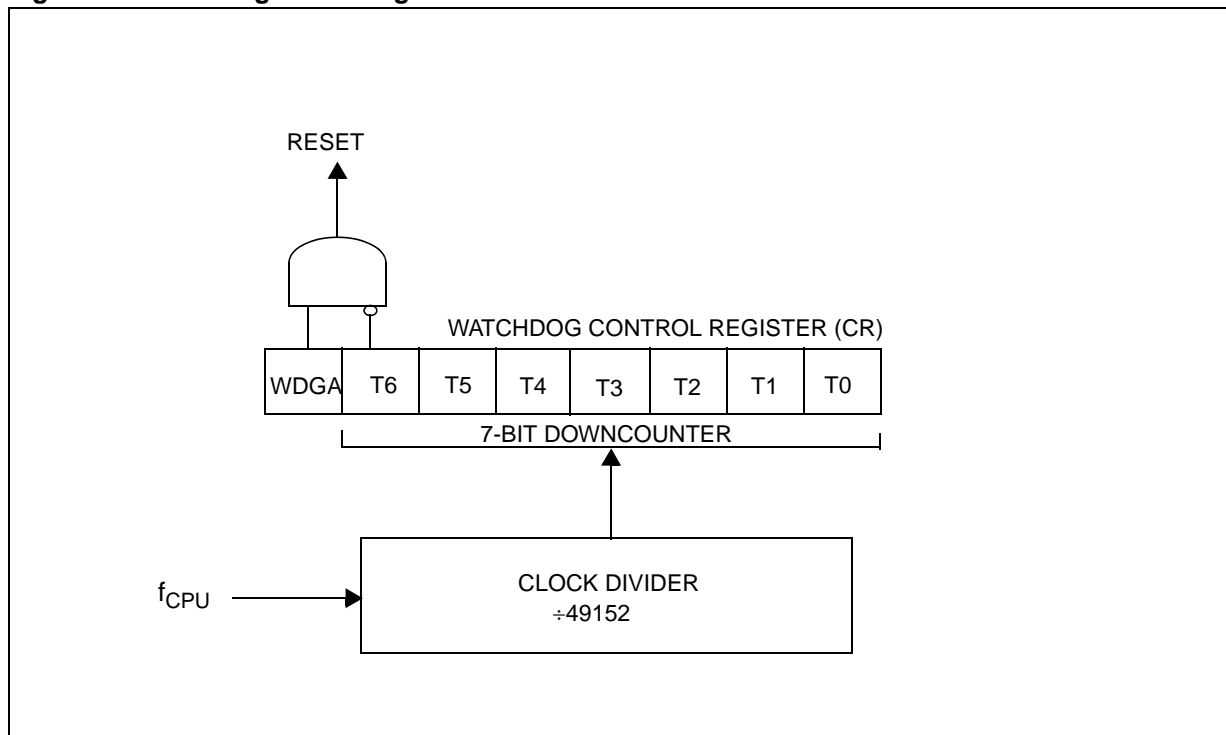 RESET
WATCHDOG CONTROL REGISTER (CR)
WDGA T6 T5 T4 T3 T2 T1 T0
7-BIT DOWNCOUNTER
fCPU
CLOCK DIVIDER
÷49152